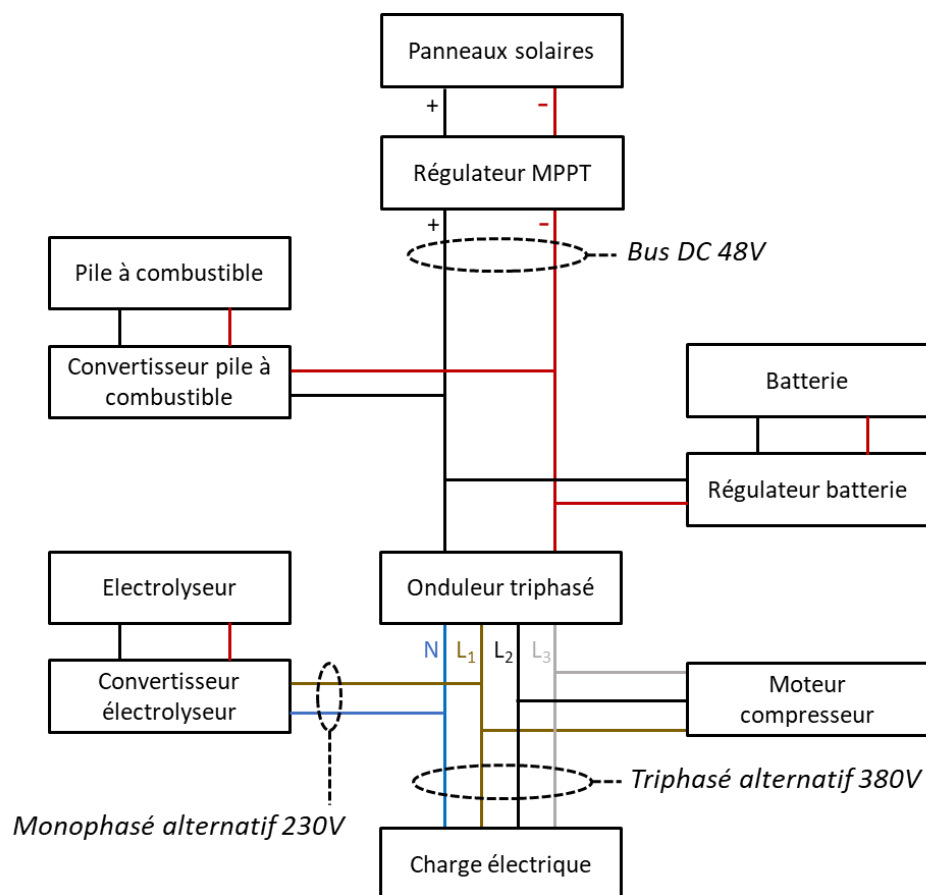 Panneaux solaires
+ -
Régulateur MPPT
+ -
Bus DC 48V
Pile à combustible
Convertisseur pile à
combustible
Batterie
Régulateur batterie
Electrolyseur
Onduleur triphasé
N L₁ L₂ L₃
Convertisseur
électrolyseur
Moteur
compresseur
Triphasé alternatif 380V
Monophasé alternatif 230V
Charge électrique